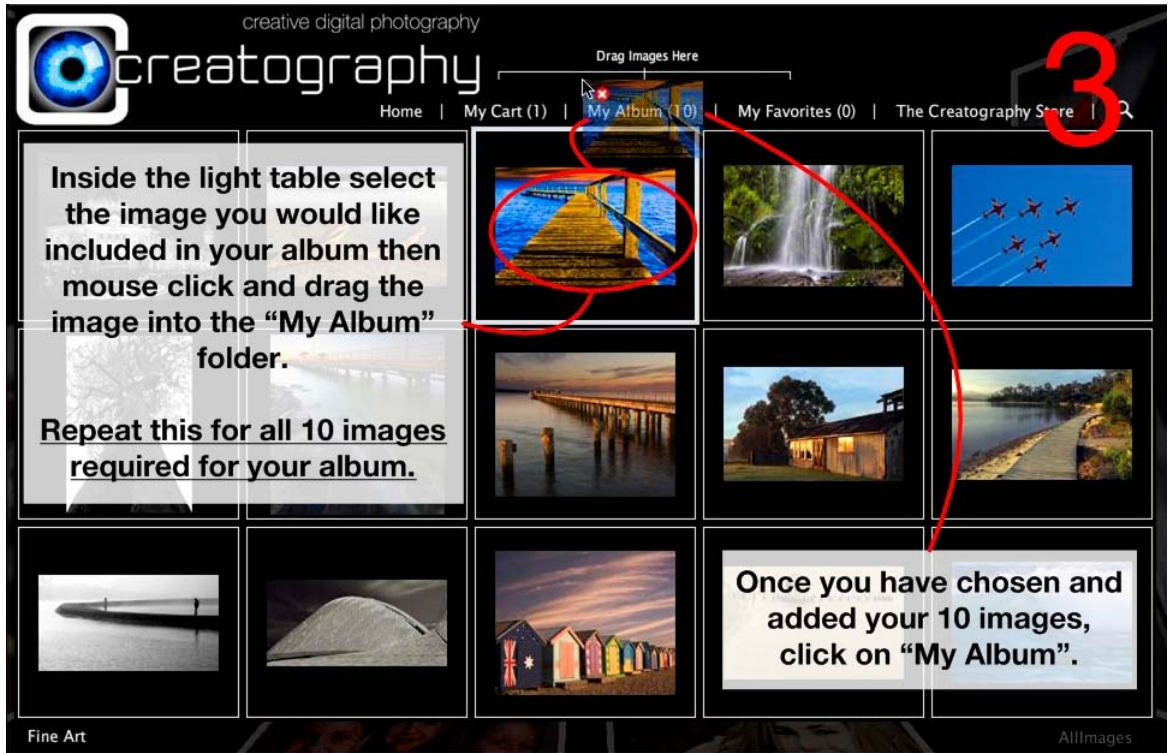 creative digital photography
creatography
Drag Images Here
3
Home | My Cart (1) | My Album (10) | My Favorites (0) | The Creatography Store |
Inside the light table select
the image you would like
included in your album then
mouse click and drag the
image into the “My Album”
folder.
Repeat this for all 10 images
required for your album.
Once you have chosen and
added your 10 images,
click on “My Album”.
Fine Art
AllImages